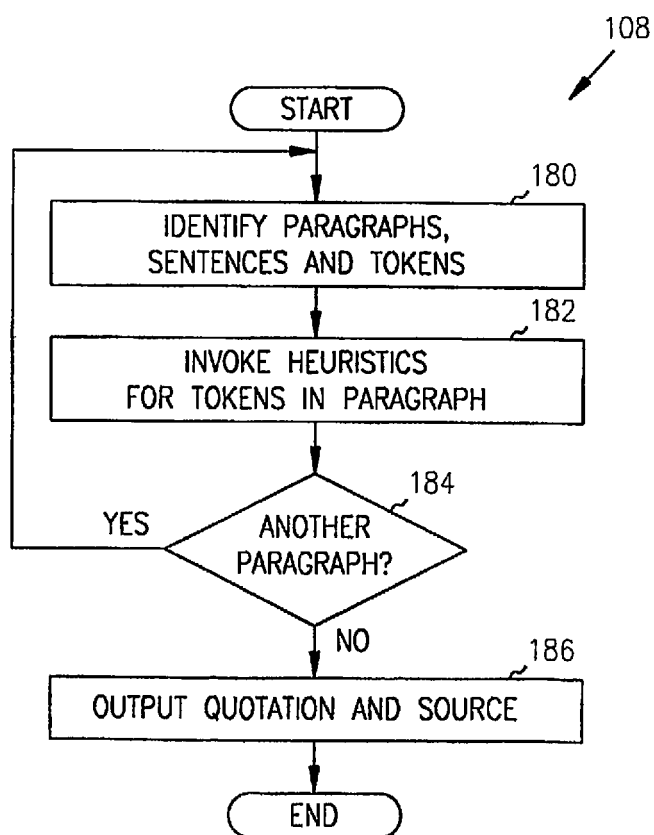 108
START
180
IDENTIFY PARAGRAPHS,
SENTENCES AND TOKENS
182
INVOKE HEURISTICS
FOR TOKENS IN PARAGRAPH
184
YES
ANOTHER
PARAGRAPH?
NO
186
OUTPUT QUOTATION AND SOURCE
END